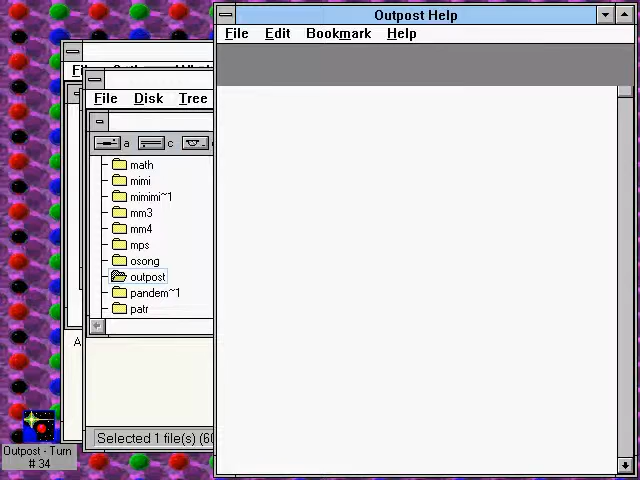 Outpost Help
File Edit Bookmark Help
File Disk Tree
a c
math
mimi
mimimi~1
mm3
mm4
mps
osong
outpost
pandem~1
patr
A
Selected 1 file(s) (60
Outpost - Turn
# 34